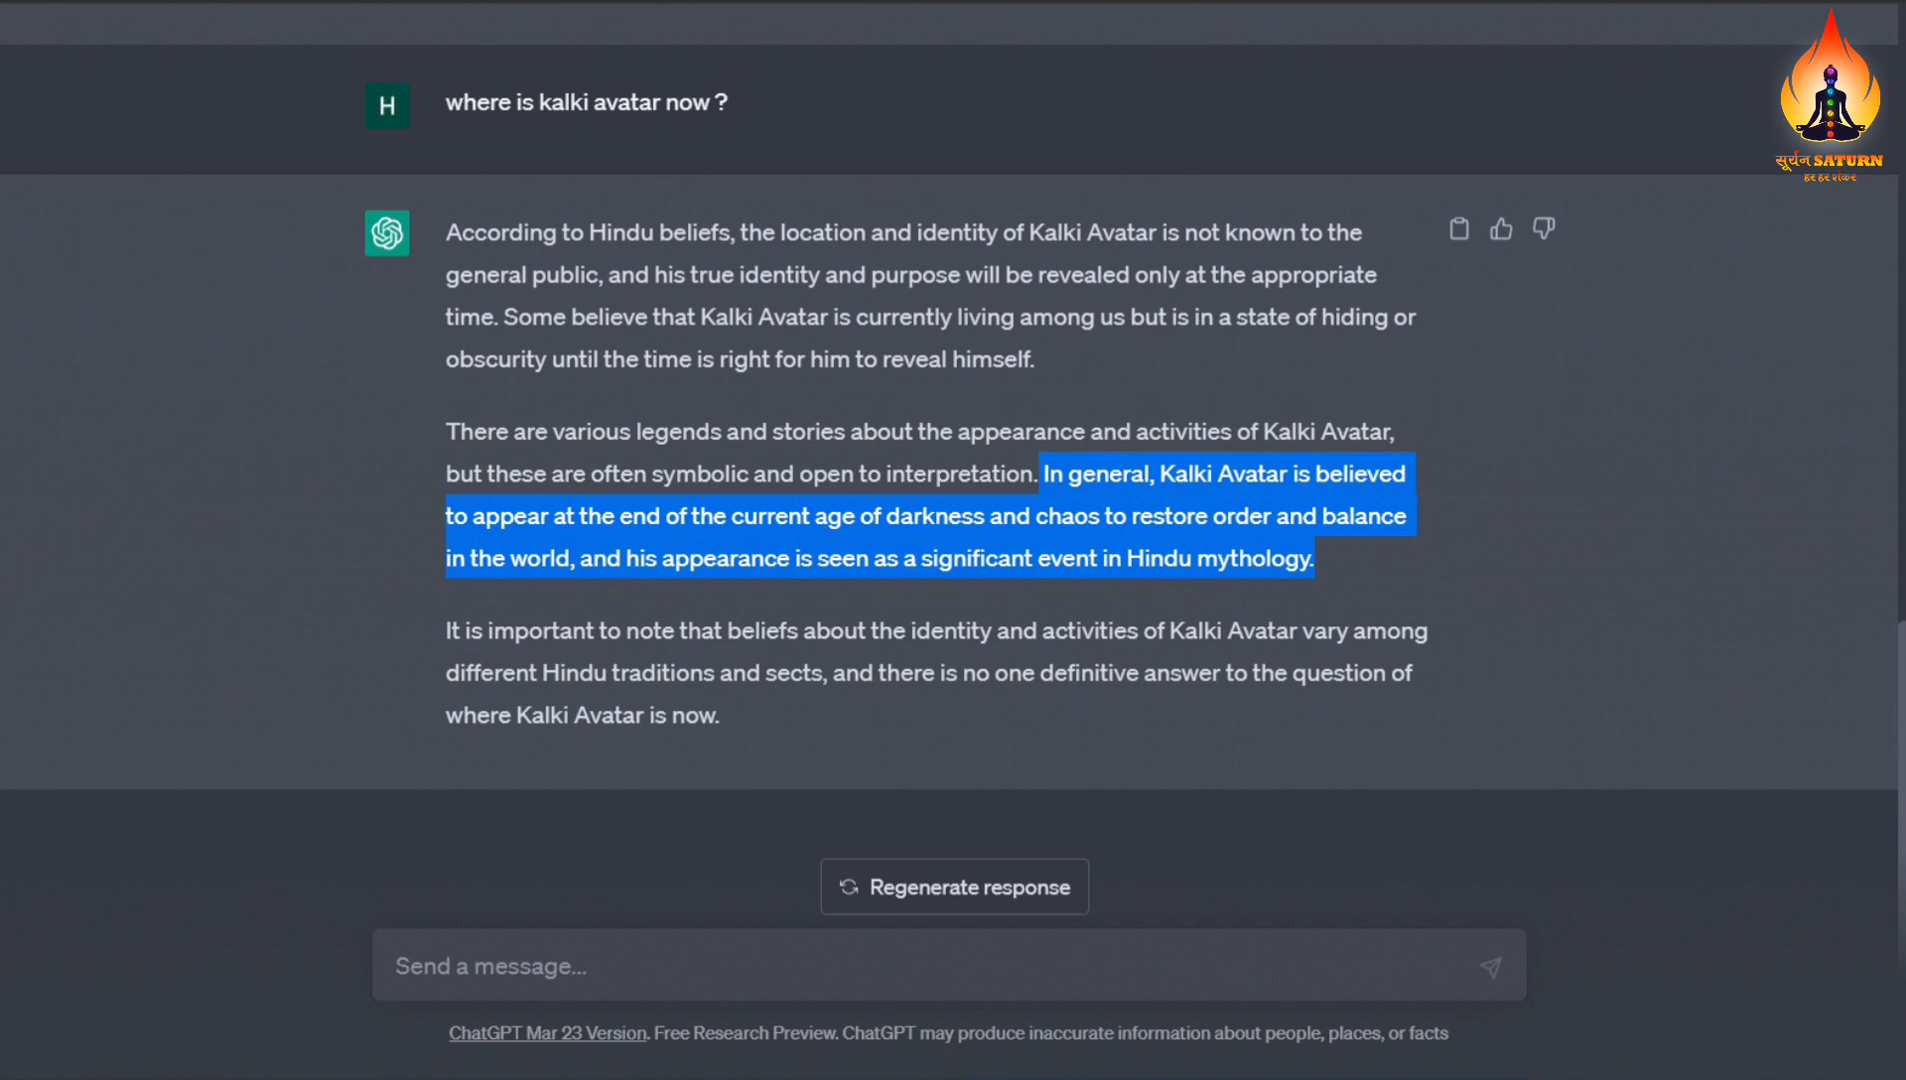 H
where is kalki avatar now ?
सूर्यन SATURN
हर हर शंकर
According to Hindu beliefs, the location and identity of Kalki Avatar is not known to the
general public, and his true identity and purpose will be revealed only at the appropriate
time. Some believe that Kalki Avatar is currently living among us but is in a state of hiding or
obscurity until the time is right for him to reveal himself.
There are various legends and stories about the appearance and activities of Kalki Avatar,
but these are often symbolic and open to interpretation. In general, Kalki Avatar is believed
to appear at the end of the current age of darkness and chaos to restore order and balance
in the world, and his appearance is seen as a significant event in Hindu mythology.
It is important to note that beliefs about the identity and activities of Kalki Avatar vary among
different Hindu traditions and sects, and there is no one definitive answer to the question of
where Kalki Avatar is now.
Regenerate response
Send a message...
ChatGPT Mar 23 Version. Free Research Preview. ChatGPT may produce inaccurate information about people, places, or facts